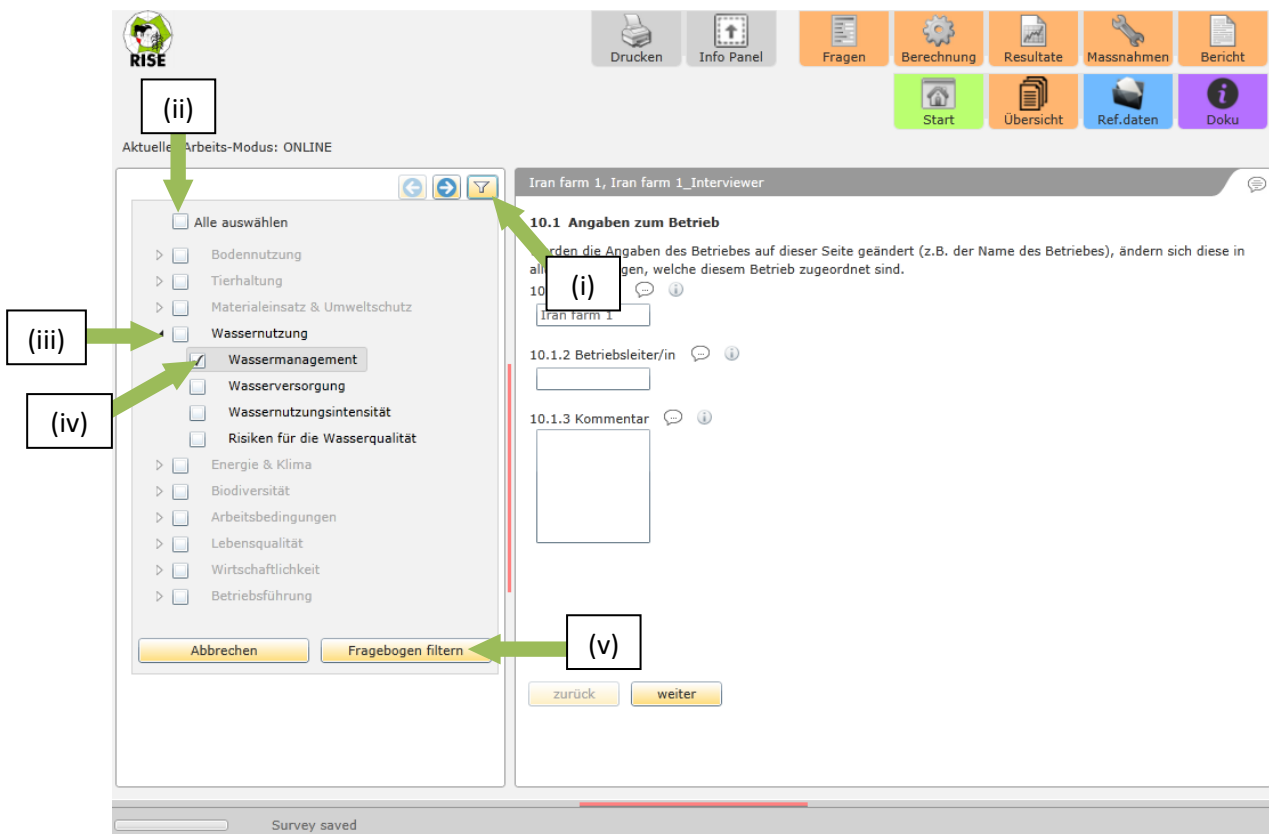 RISE
Drucken
Info Panel
Fragen
Berechnung
Resultate
Massnahmen
Bericht
Start
Übersicht
Ref.daten
Doku
(ii)
Aktueller Arbeits-Modus: ONLINE
Alle auswählen
Bodennutzung
Tierhaltung
Materialeinsatz & Umweltschutz
(iii)
Wassernutzung
Wassermanagement
Wasserversorgung
(iv)
Wassernutzungsintensität
Risiken für die Wasserqualität
Energie & Klima
Biodiversität
Arbeitsbedingungen
Lebensqualität
Wirtschaftlichkeit
Betriebsführung
Abbrechen
Fragebogen filtern
(v)
Iran farm 1, Iran farm 1_Interviewer
10.1 Angaben zum Betrieb
die Angaben des Betriebes auf dieser Seite geändert (z.B. der Name des Betriebes), ändern sich diese in
welche diesem Betrieb zugeordnet sind.
(i)
10
Iran farm 1
10.1.2 Betriebsleiter/in
10.1.3 Kommentar
zurück
weiter
Survey saved